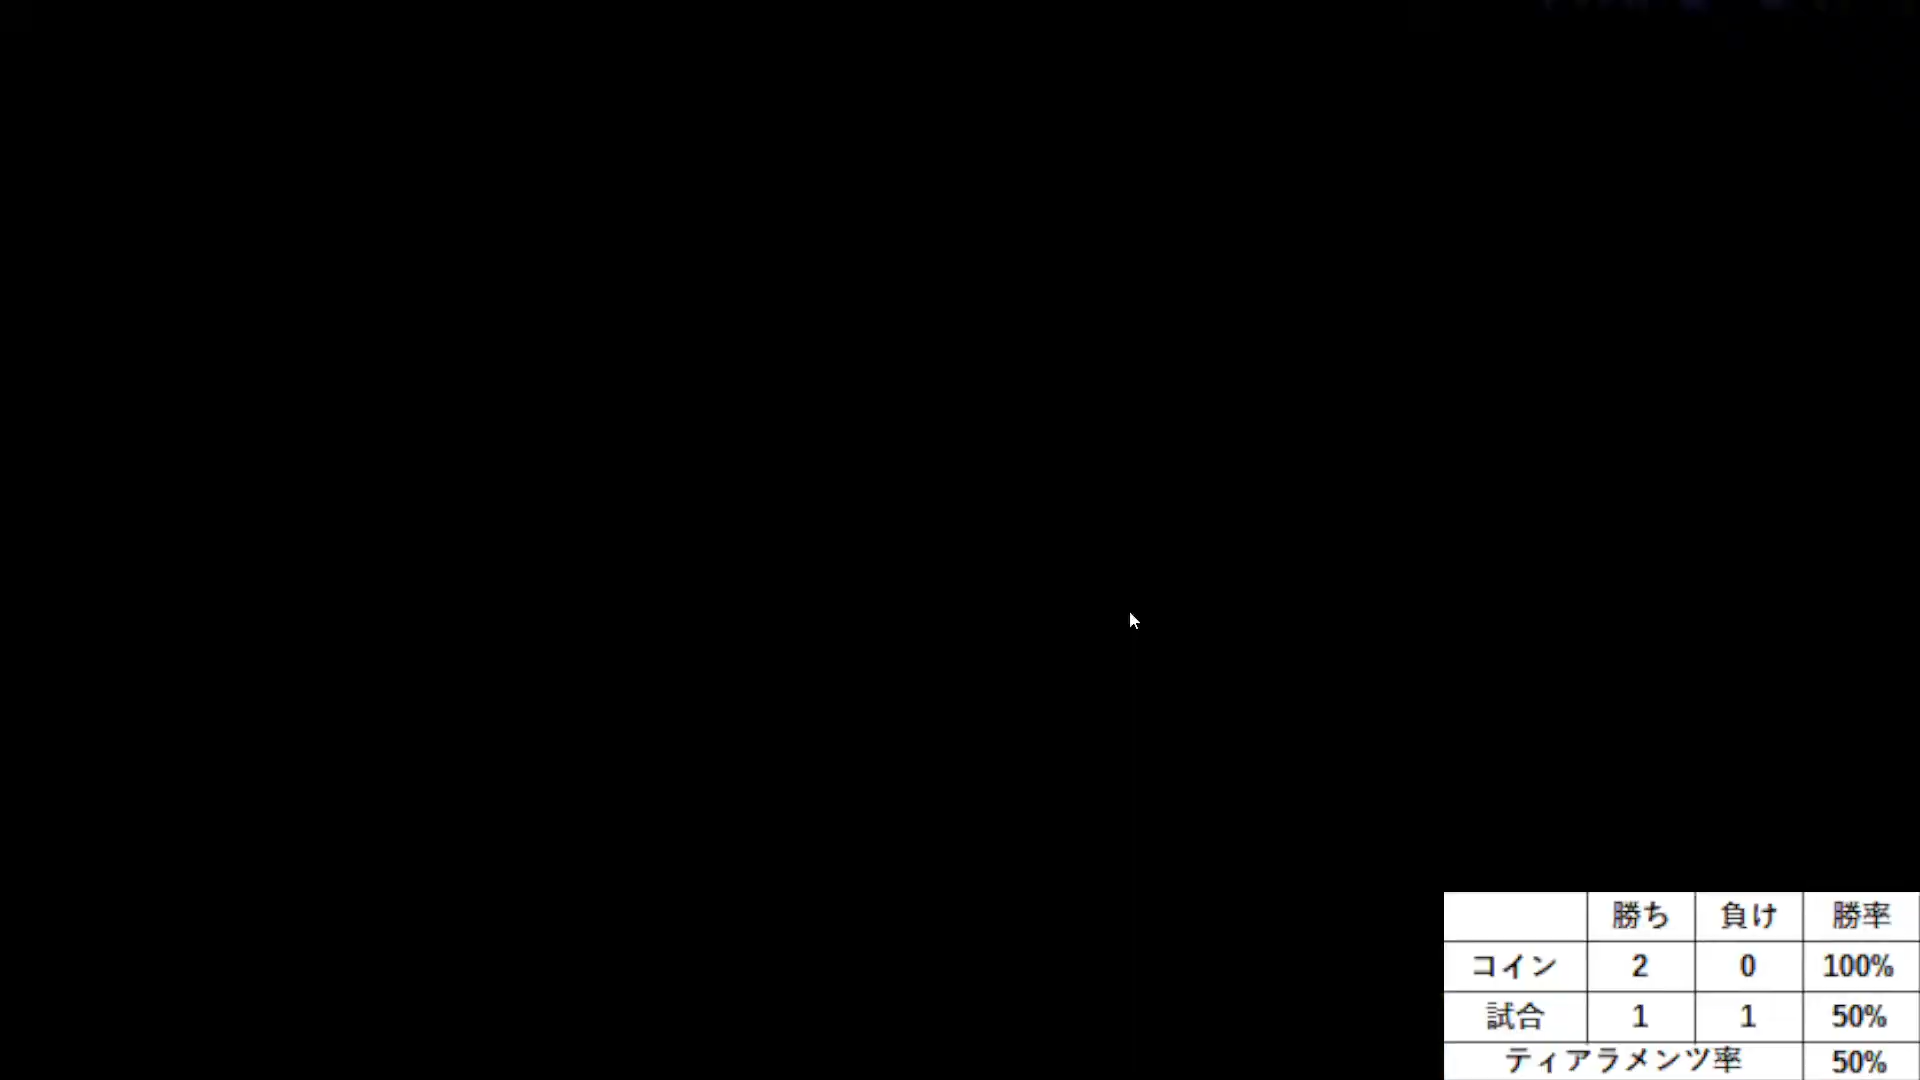 勝ち 負け 勝率
コイン 2 0 100%
試合 1 1 50%
ティアラメンツ率 50%